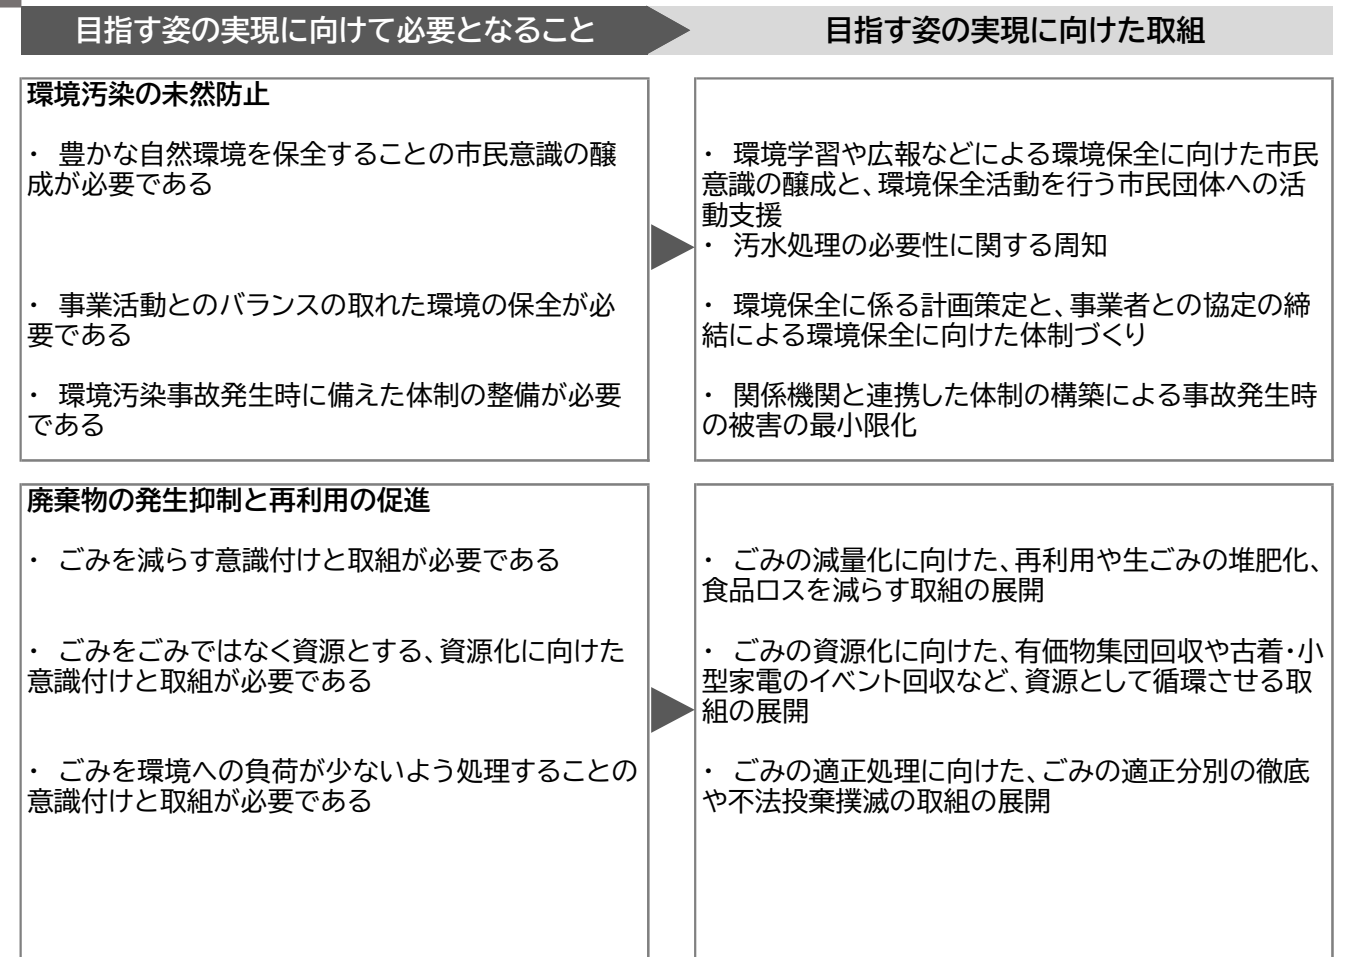 目指す姿の実現に向けて必要となること
目指す姿の実現に向けた取組
環境汚染の未然防止
・ 豊かな自然環境を保全することの市民意識の醸
成が必要である
・ 事業活動とのバランスの取れた環境の保全が必
要である
・ 環境汚染事故発生時に備えた体制の整備が必要
である
・ 環境学習や広報などによる環境保全に向けた市民
意識の醸成と、環境保全活動を行う市民団体への活
動支援
・ 汚水処理の必要性に関する周知
・ 環境保全に係る計画策定と、事業者との協定の締
結による環境保全に向けた体制づくり
・ 関係機関と連携した体制の構築による事故発生時
の被害の最小限化
廃棄物の発生抑制と再利用の促進
・ ごみを減らす意識付けと取組が必要である
・ ごみをごみではなく資源とする、資源化に向けた
意識付けと取組が必要である
・ ごみを環境への負荷が少ないよう処理することの
意識付けと取組が必要である
・ ごみの減量化に向けた、再利用や生ごみの堆肥化、
食品ロスを減らす取組の展開
・ ごみの資源化に向けた、有価物集団回収や古着・小
型家電のイベント回収など、資源として循環させる取
組の展開
・ ごみの適正処理に向けた、ごみの適正分別の徹底
や不法投棄撲滅の取組の展開